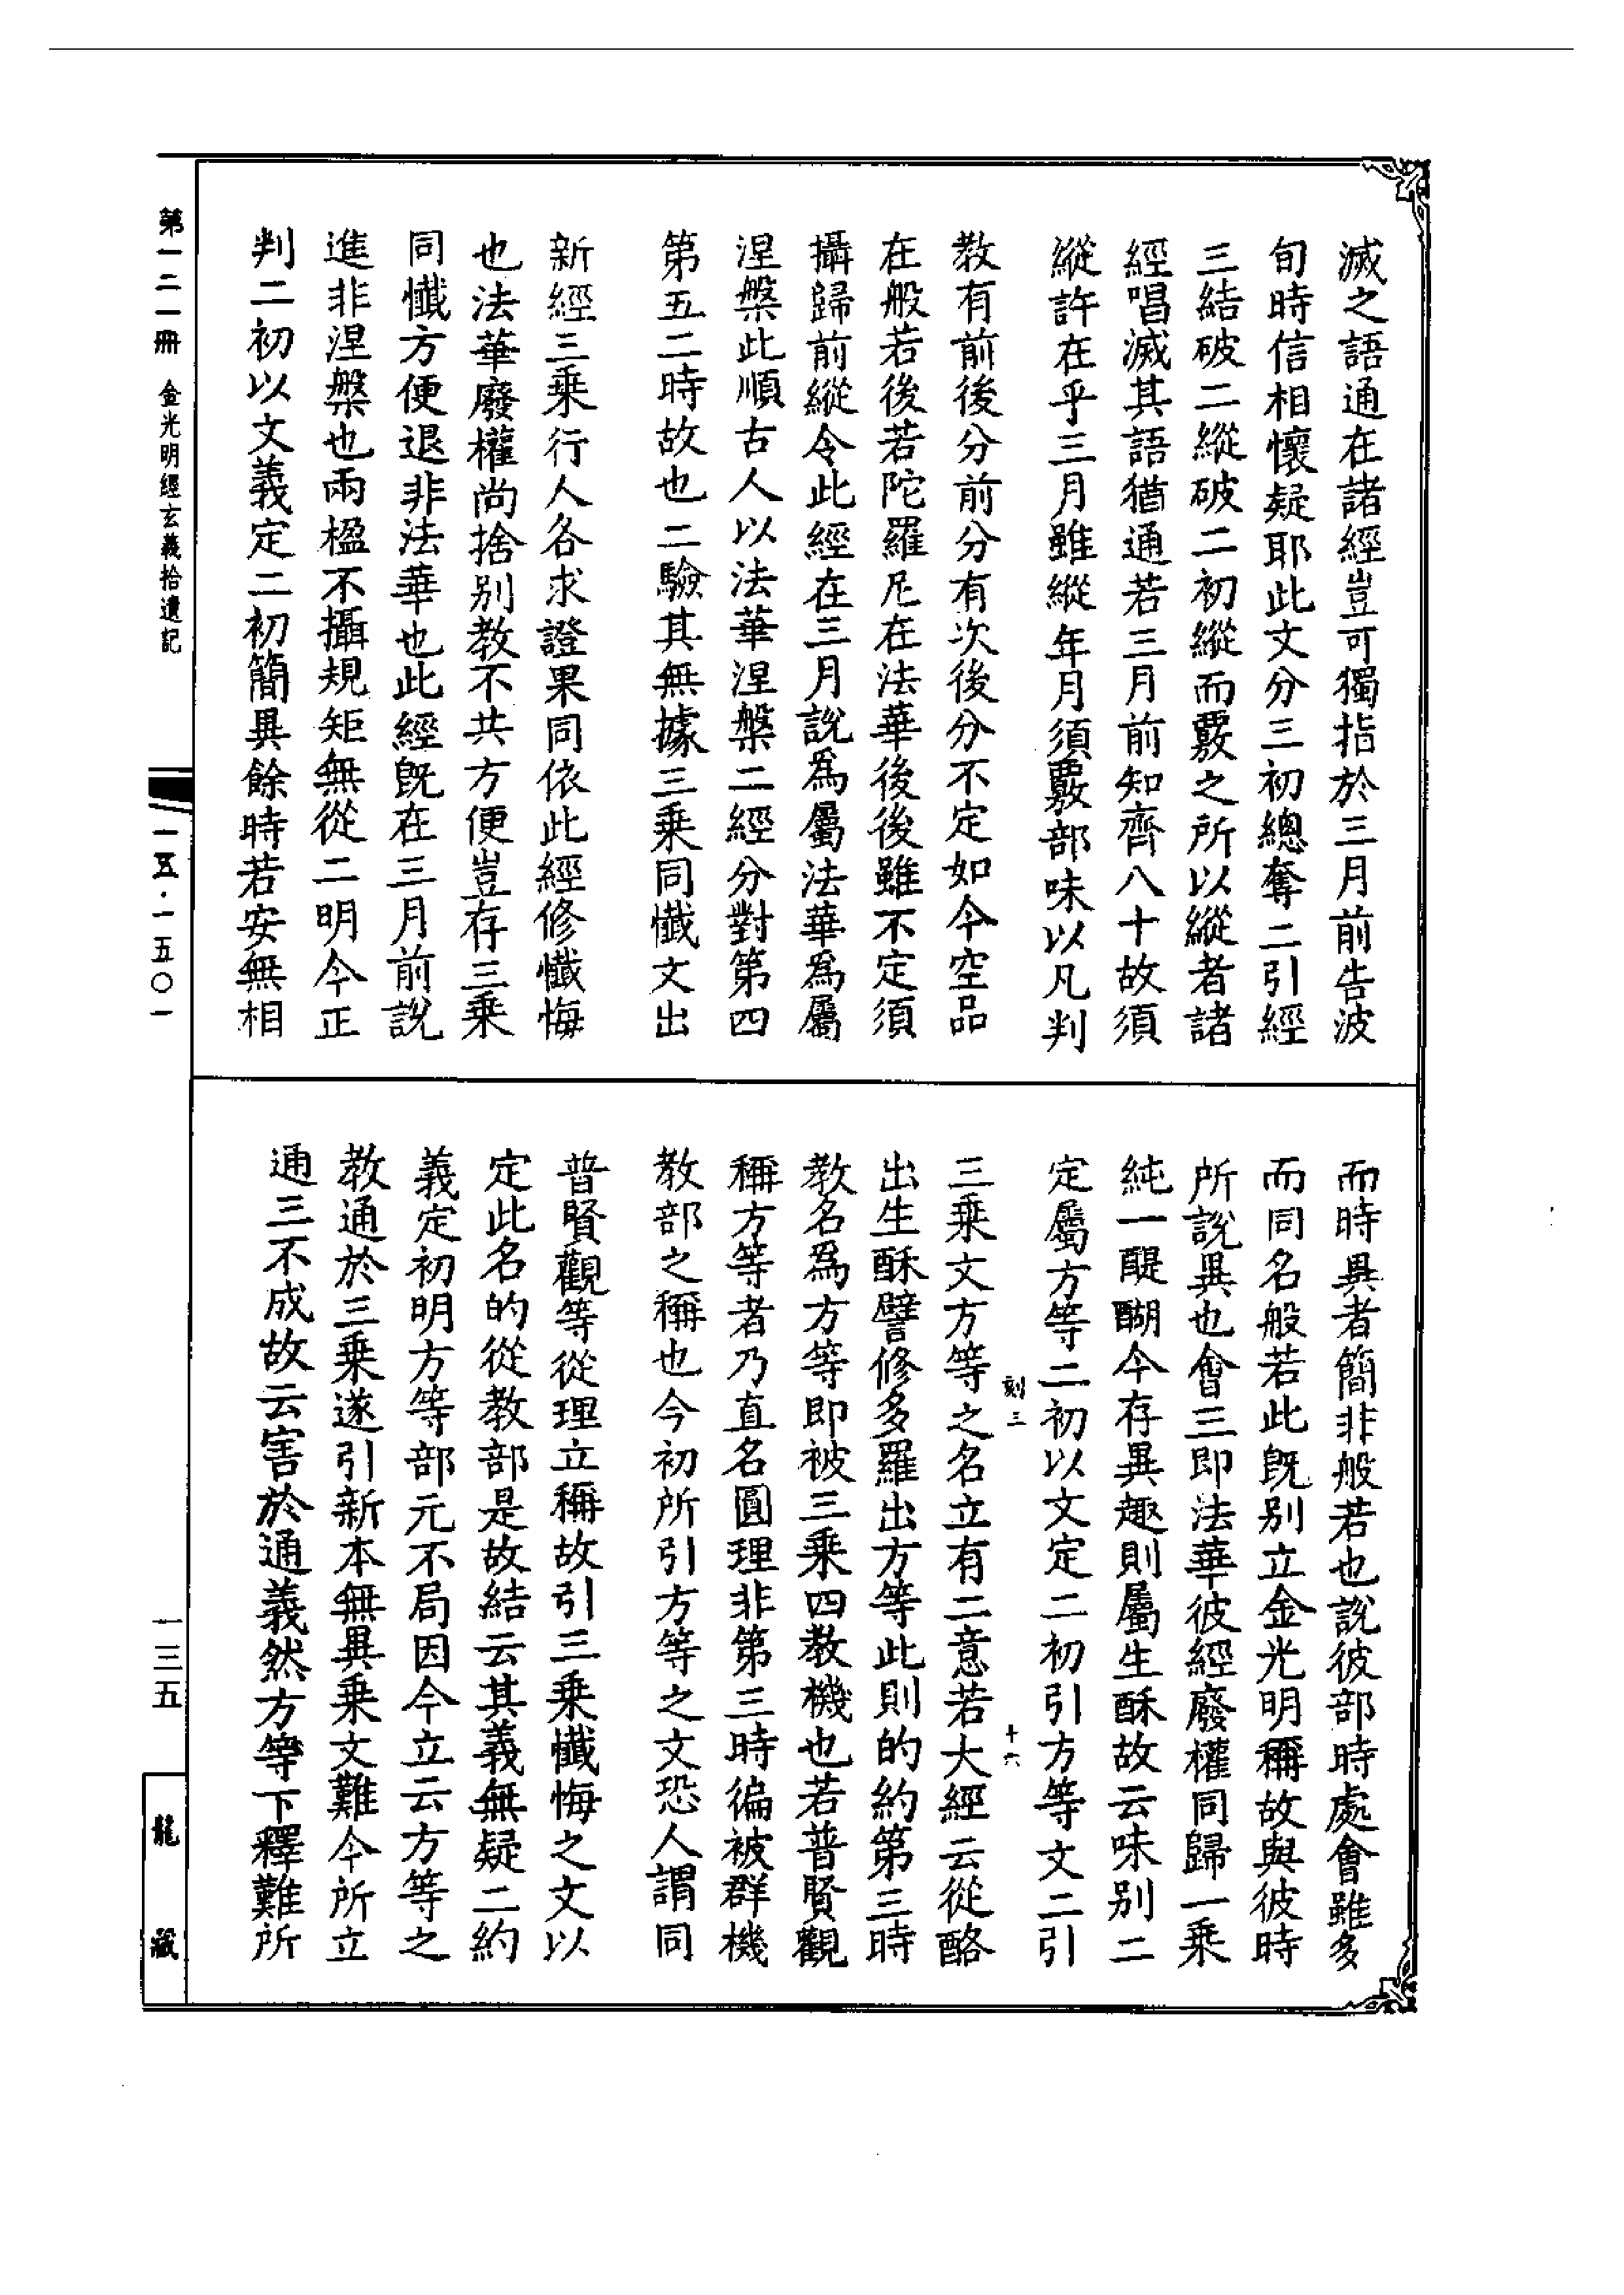 滅之語通在諸經豈可獨指於三月前告波
旬時信相懷疑耶此文分三初總奪二引經
三結破二縱破二初縱而覈之所以縱者諸
經唱滅其語猶通若三月前知齊八十故須
縱許在乎三月雖縱年月須覈部味以凡判
教有前後分前分有次後分不定如今空品
在般若後若陀羅尼在法華後後雖不定須
攝歸前縱令此經在三月說為屬法華為屬
涅槃此順古人以法華涅槃二經分對第四
第五二時故也二驗其無據三乘同懺文出
新經三乘行人各求證果同依此經修懺悔
也法華廢權尚捨別教不共方便豈存三乘
同懺方便退非法華也此經既在三月前說
進非涅槃也兩楹不攝規矩無從二明今正
判二初以文義定二初簡異餘時若安無相
而時異者簡非般若也說彼部時處會雖多
而同名般若此既別立金光明稱故與彼時
所說異也會三即法華彼經廢權同歸一乘
純一醍醐今存異趣則屬生酥故云味別二
定屬方等二初以文定二初引方等文二引
刻三 十六
三乘文方等之名立有二意若大經云從酪
出生酥譬修多羅出方等此則的約第三時
教名為方等即被三乘四教機也若普賢觀
稱方等者乃直名圓理非第三時徧被群機
教部之稱也今初所引方等之文恐人謂同
普賢觀等從理立稱故引三乘懺悔之文以
定此名的從教部是故結云其義無疑二約
義定初明方等部元不局因今立云方等之
教通於三乘遂引新本無異乘文難今所立
通三不成故云害於通義然方等下釋難所
第一二一冊 金光明經玄義拾遺記
一五·一五〇一
一三五
龍藏